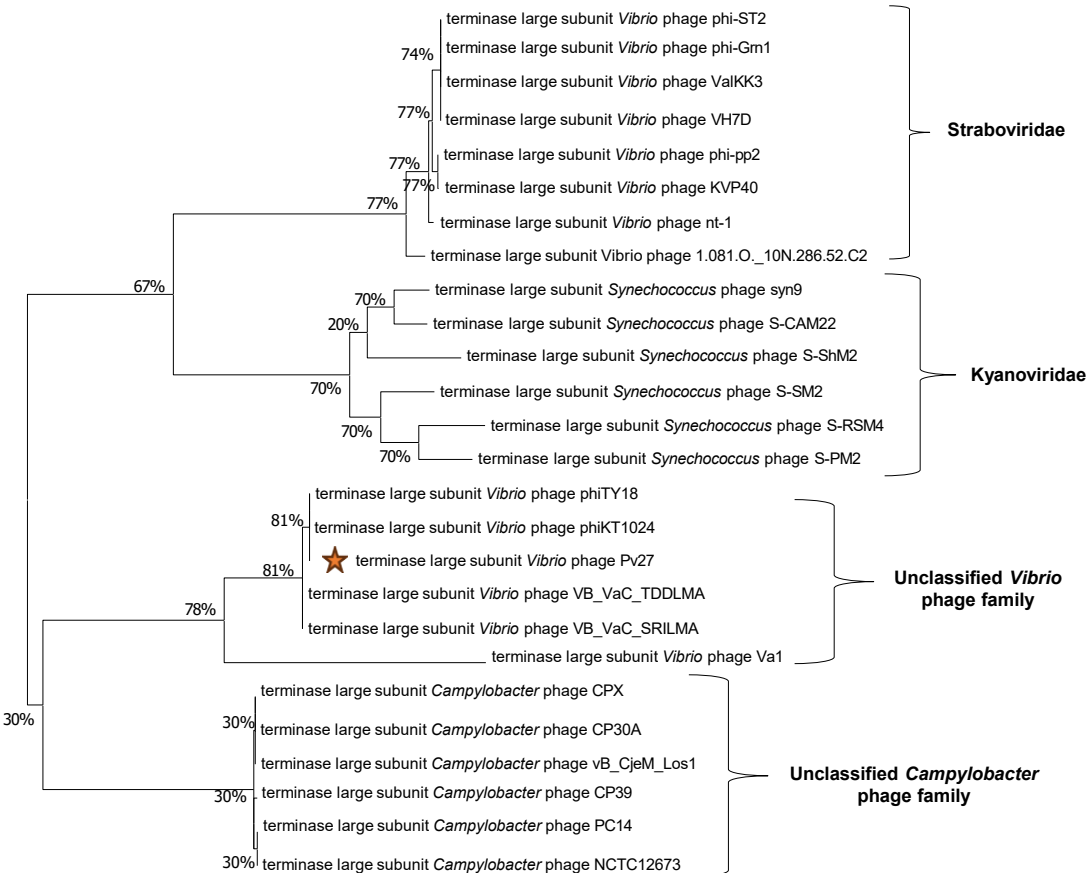 terminase large subunit Vibrio phage phi-ST2
74%
terminase large subunit Vibrio phage phi-Grn1
terminase large subunit Vibrio phage ValKK3
77%
terminase large subunit Vibrio phage VH7D
Straboviridae
terminase large subunit Vibrio phage phi-pp2
77%
77%
terminase large subunit Vibrio phage KVP40
77%
terminase large subunit Vibrio phage nt-1
terminase large subunit Vibrio phage 1.081.O._10N.286.52.C2
67%
terminase large subunit Synechococcus phage syn9
70%
20%
terminase large subunit Synechococcus phage S-CAM22
terminase large subunit Synechococcus phage S-ShM2
Kyanoviridae
70%
terminase large subunit Synechococcus phage S-SM2
70%
terminase large subunit Synechococcus phage S-RSM4
70%
terminase large subunit Synechococcus phage S-PM2
terminase large subunit Vibrio phage phiTY18
81%
terminase large subunit Vibrio phage phiKT1024
terminase large subunit Vibrio phage Pv27
81%
Unclassified Vibrio
phage family
terminase large subunit Vibrio phage VB_VaC_TDDLMA
78%
terminase large subunit Vibrio phage VB_VaC_SRILMA
terminase large subunit Vibrio phage Va1
30%
terminase large subunit Campylobacter phage CPX
30%
terminase large subunit Campylobacter phage CP30A
terminase large subunit Campylobacter phage vB_CjeM_Los1
Unclassified Campylobacter
phage family
30%
terminase large subunit Campylobacter phage CP39
terminase large subunit Campylobacter phage PC14
30%
terminase large subunit Campylobacter phage NCTC12673